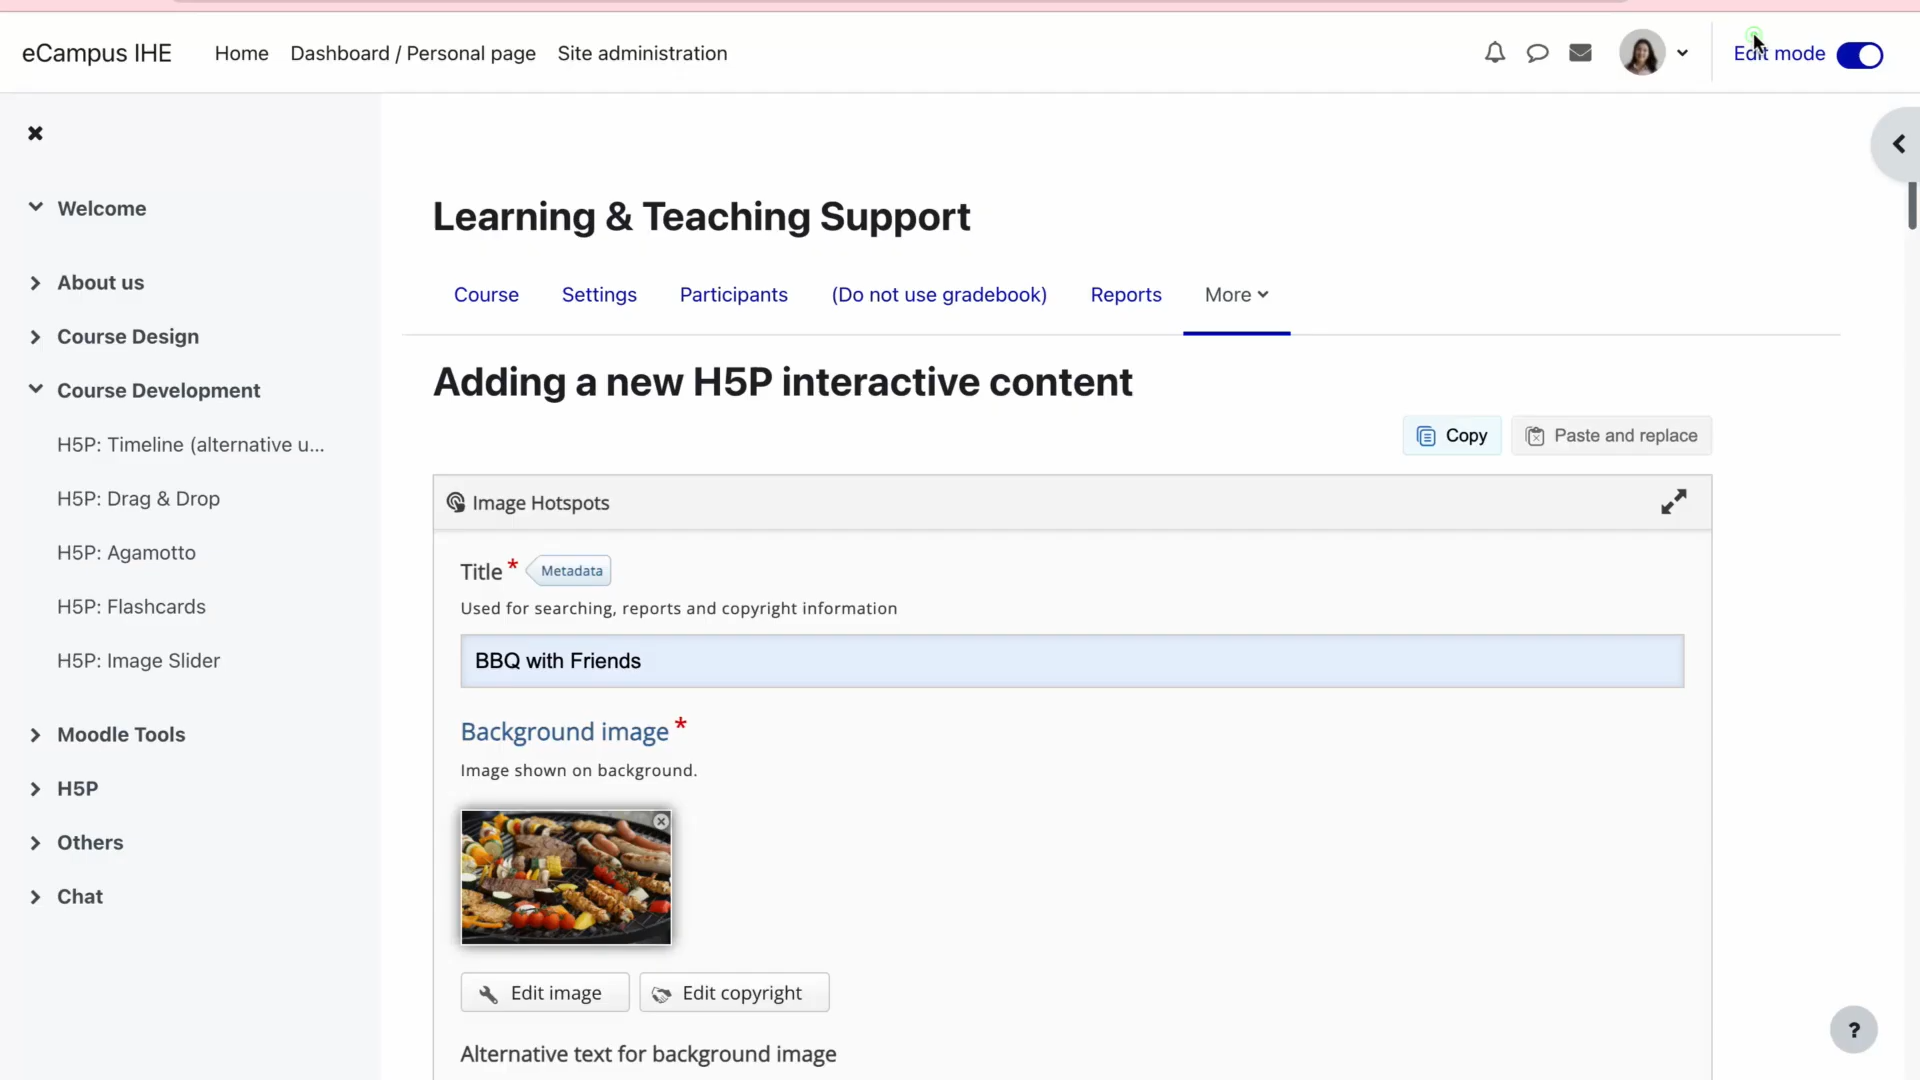 eCampus IHE
Home
Dashboard / Personal page
Site administration
Edit mode
Welcome
About us
Course Design
Course Development
H5P: Timeline (alternative u...
H5P: Drag & Drop
H5P: Agamotto
H5P: Flashcards
H5P: Image Slider
Moodle Tools
H5P
Others
Chat
Learning & Teaching Support
Course
Settings
Participants
(Do not use gradebook)
Reports
More
Adding a new H5P interactive content
Copy
Paste and replace
Image Hotspots
Title * Metadata
Used for searching, reports and copyright information
BBQ with Friends
Background image *
Image shown on background.
Edit image
Edit copyright
Alternative text for background image
?